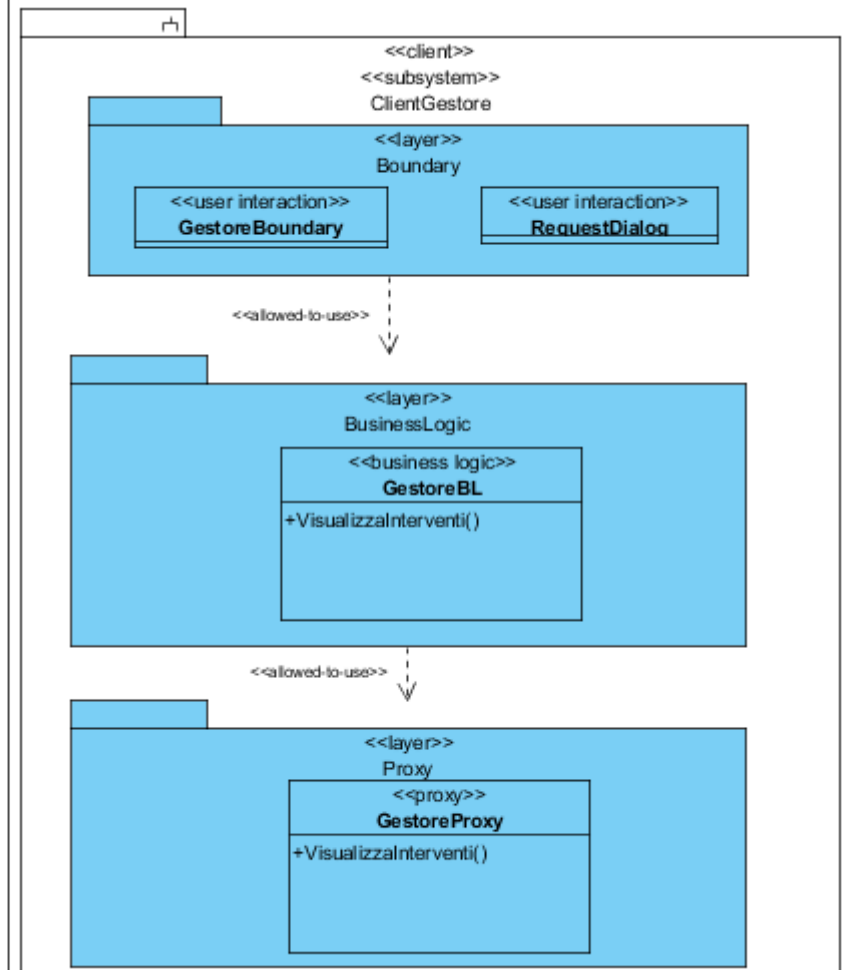 <<client>>
<<subsystem>>
ClientGestore
<<layer>>
Boundary
<<user interaction>>
GestoreBoundary
<<user interaction>>
RequestDialog
<<allowed-to-use>>
<<layer>>
BusinessLogic
<<business logic>>
GestoreBL
+VisualizzaInterventi()
<<allowed-to-use>>
<<layer>>
Proxy
<<proxy>>
GestoreProxy
+VisualizzaInterventi()